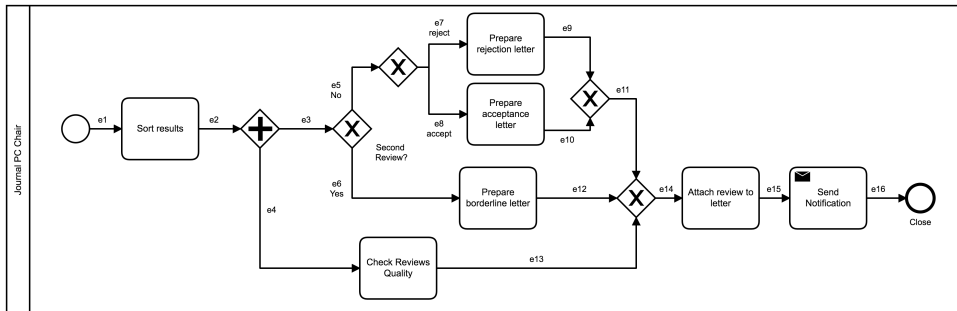 Journal PC Chair
e1
Sort results
e2
e3
e4
e5
No
Second
Review?
e6
Yes
e7
reject
e8
accept
Prepare
rejection letter
e9
Prepare
acceptance
letter
e10
e11
Prepare
borderline letter
e12
Check Reviews
Quality
e13
e14
Attach review to
letter
e15
Send
Notification
e16
Close